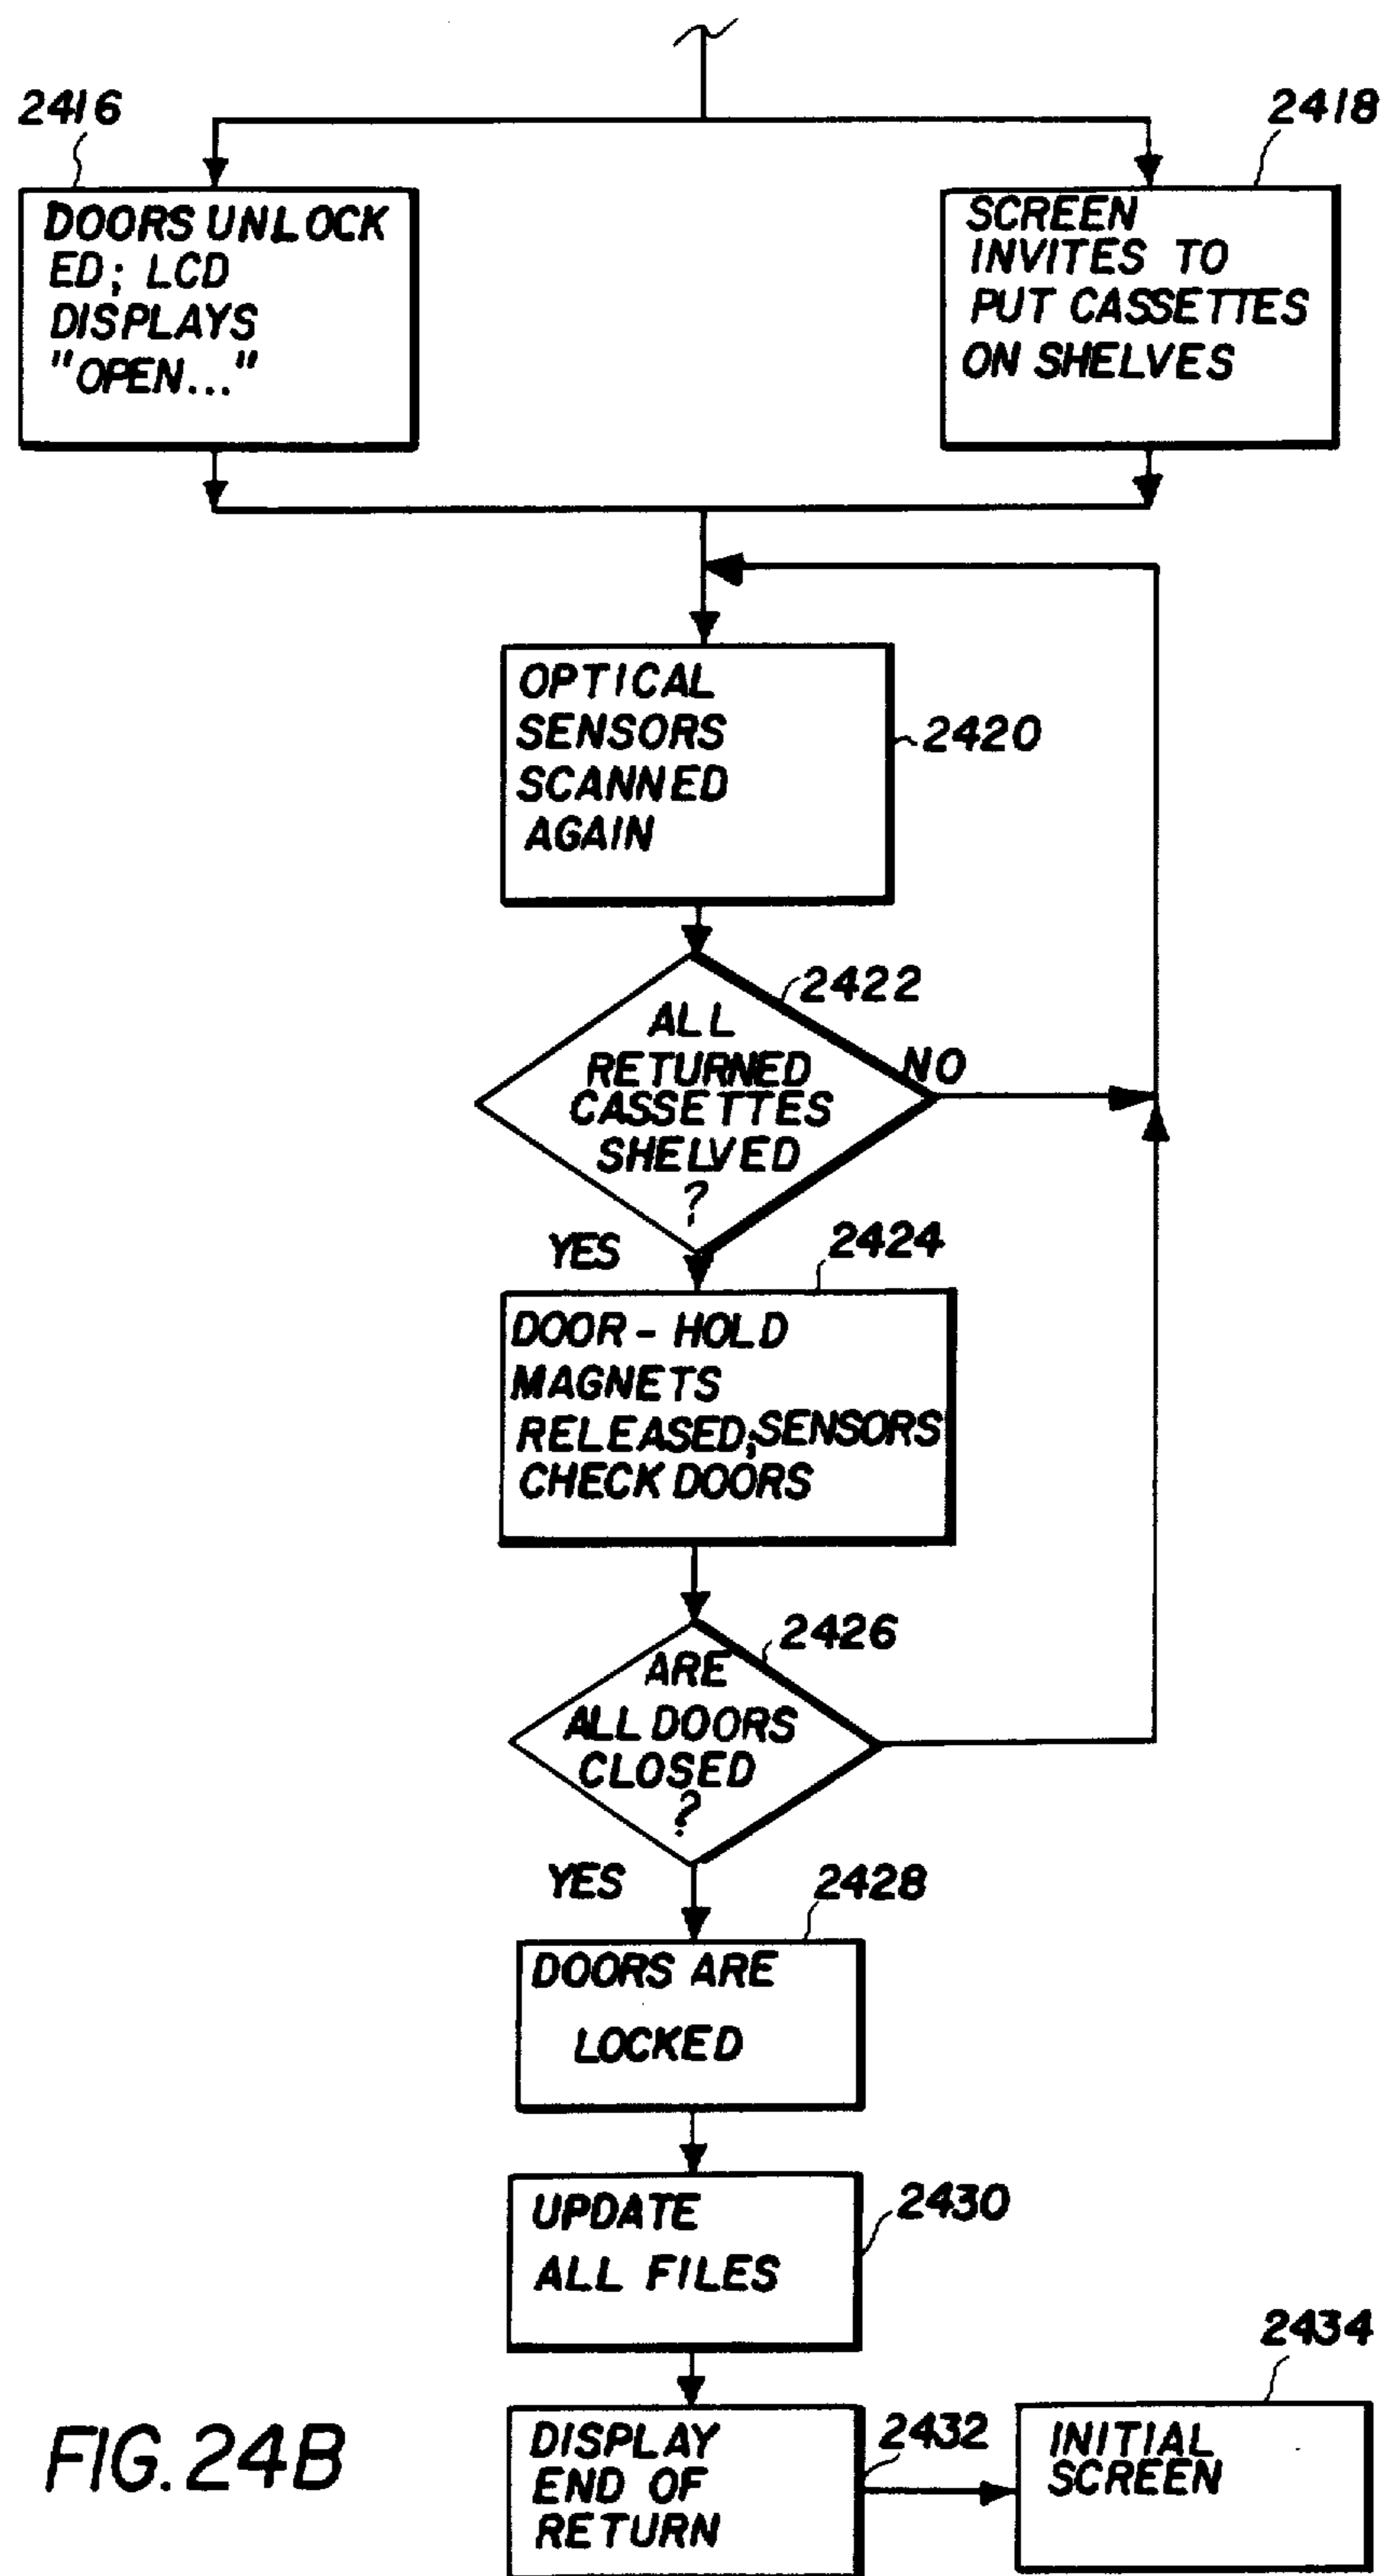 2416
2418
DOORS UNLOCK
ED; LCD
DISPLAYS
"OPEN..."
SCREEN
INVITES TO
PUT CASSETTES
ON SHELVES
OPTICAL
SENSORS
SCANNED
AGAIN
2420
2422
ALL
RETURNED
CASSETTES
SHELVED
?
NO
YES
2424
DOOR - HOLD
MAGNETS
RELEASED; SENSORS
CHECK DOORS
2426
ARE
ALL DOORS
CLOSED
?
YES
2428
DOORS ARE
LOCKED
UPDATE
ALL FILES
2430
2434
DISPLAY
END OF
RETURN
2432
INITIAL
SCREEN
FIG. 24B